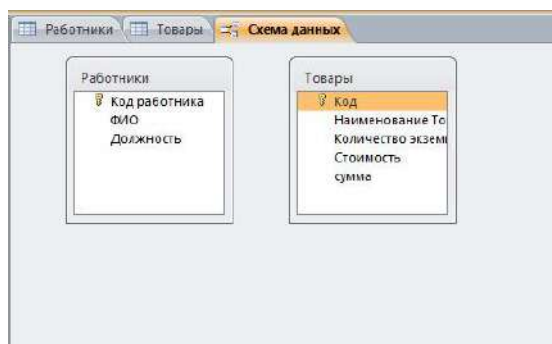 Работники Товары Схема данных
Работники
Код работника
ФИО
Должность
Товары
Код
Наименование То
Количество экзем
Стоимость
сумма